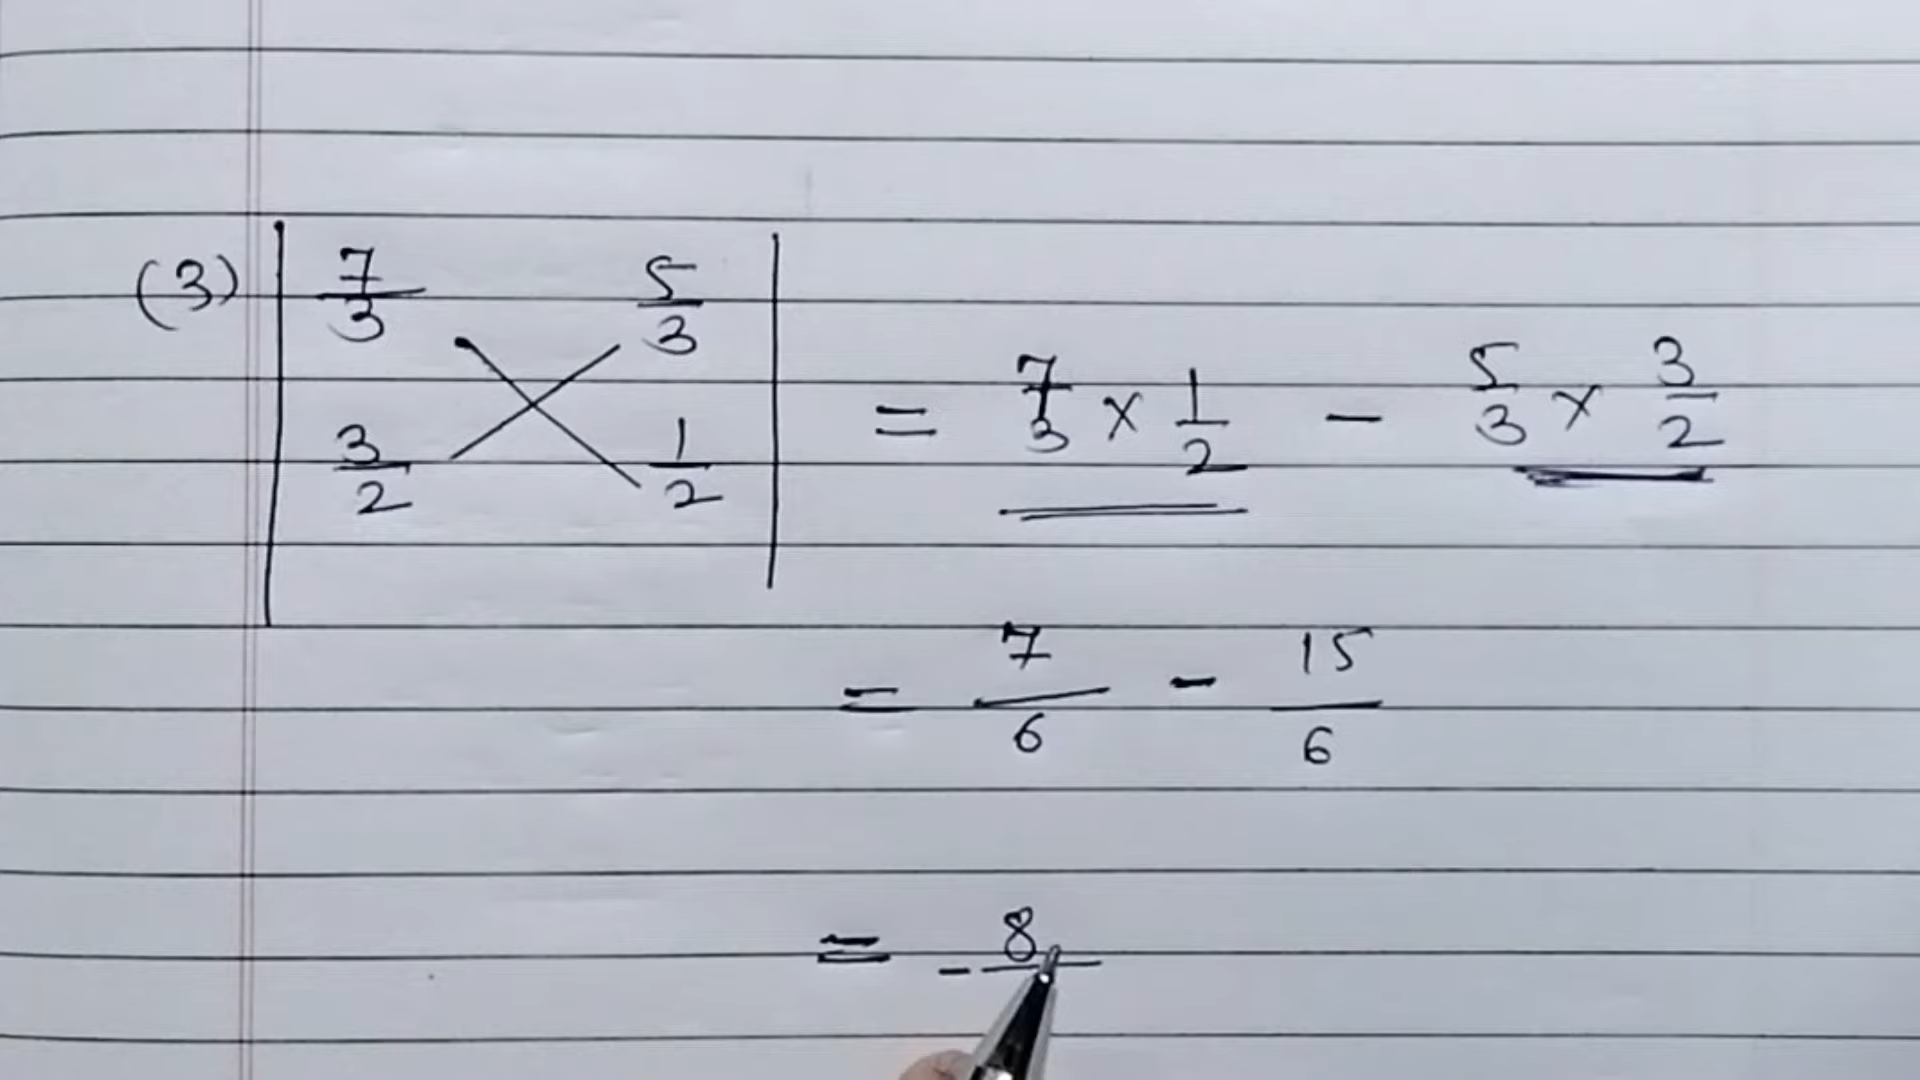 (3) | 7/3 5/3 | = 7/3 × 1/2 - 5/3 × 3/2
| 3/2 1/2 |
= 7/6 - 15/6
= - 8/